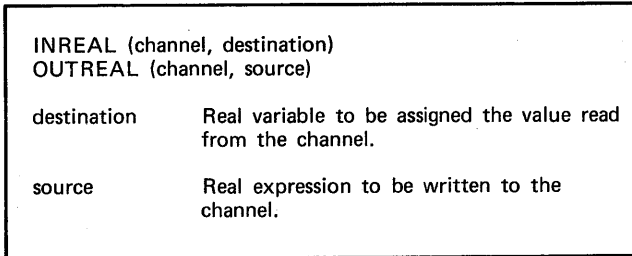 INREAL (channel, destination)
OUTREAL (channel, source)
destination Real variable to be assigned the value read
from the channel.
source Real expression to be written to the
channel.